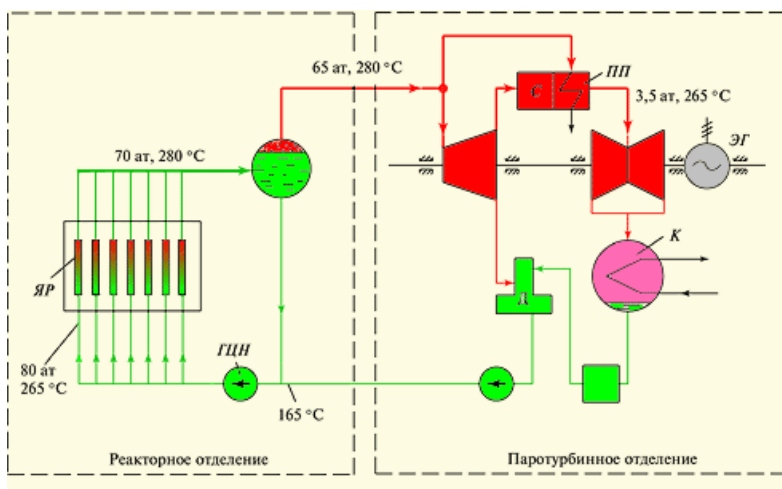 65 ат, 280 °С
С
ПП
3,5 ат, 265 °С
ЭГ
70 ат, 280 °С
К
ЯР
Д
ГЦН
80 ат
265 °С
165 °С
Реакторное отделение
Паротурбинное отделение